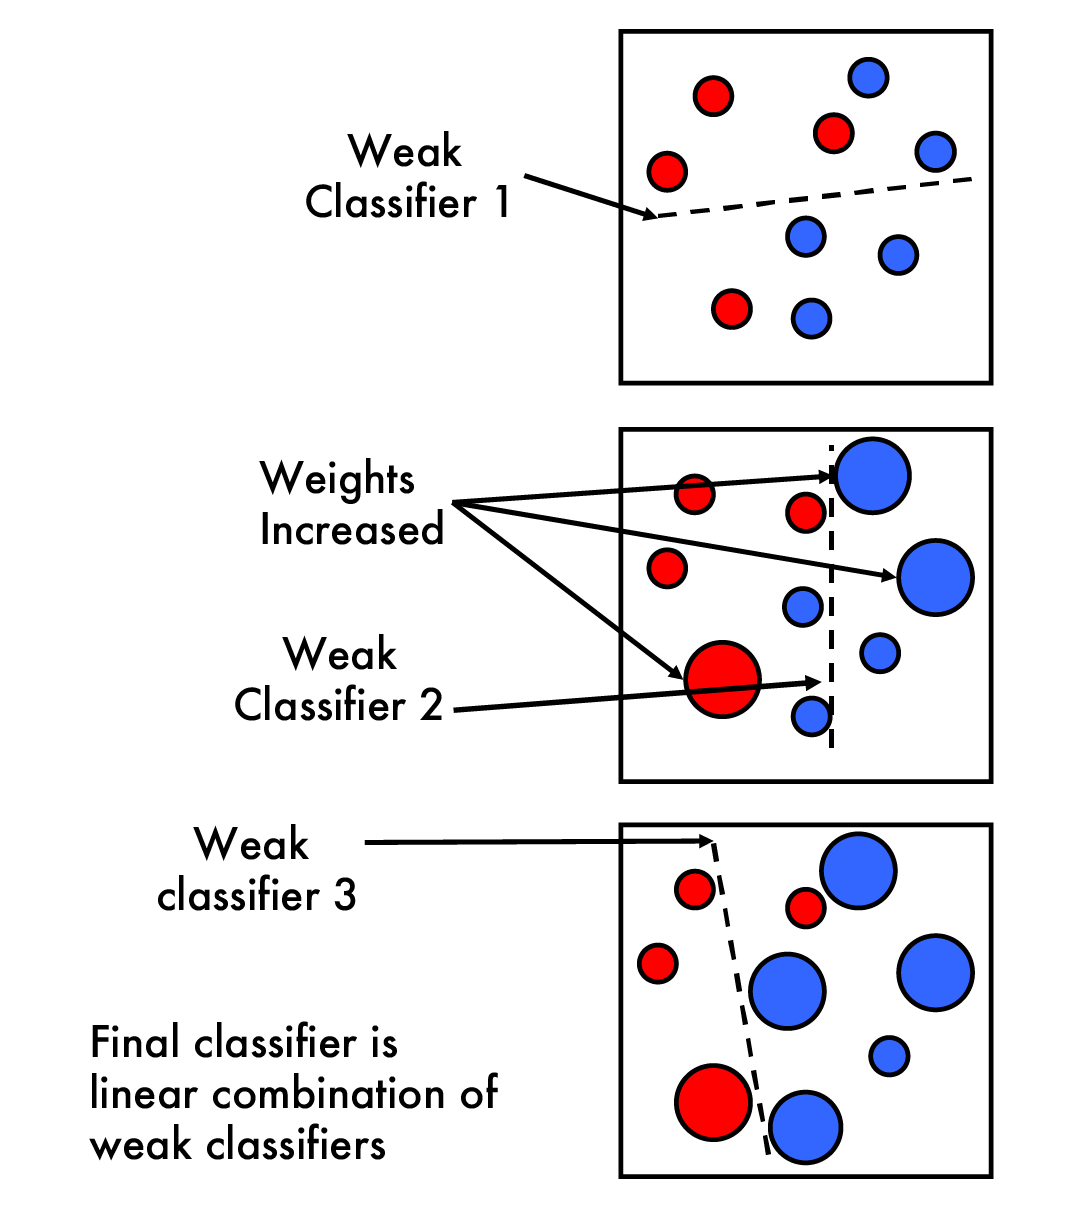 Weak
Classifier 1
Weights
Increased
Weak
Classifier 2
Weak
classifier 3
Final classifier is
linear combination of
weak classifiers